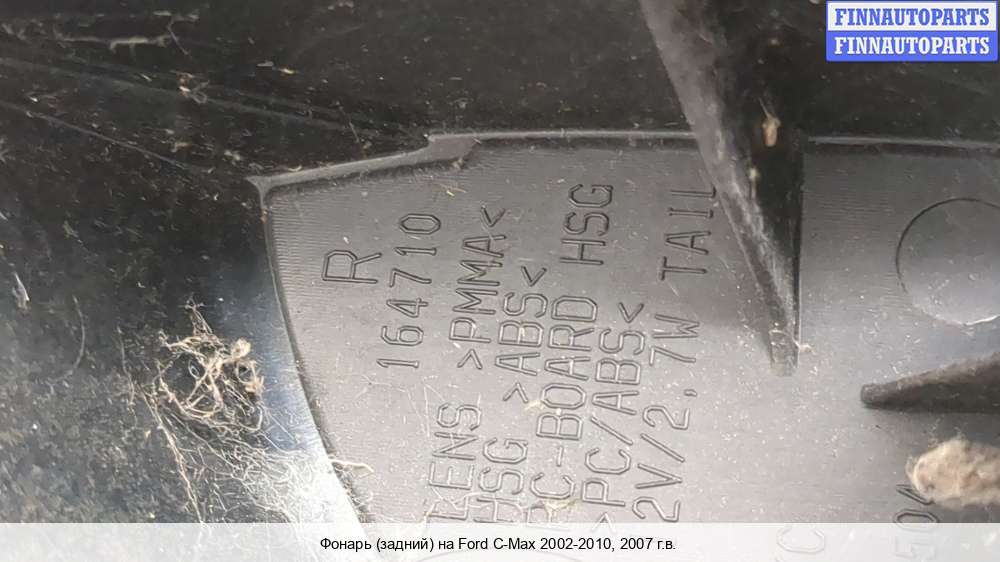 FINNAUTOPARTS
FINNAUTOPARTS
R
164710
LENS >PMMA<
HSG >ABS<
PC-BOARD HSG
>PC/ABS<
2V/2,7W TAIL
Фонарь (задний) на Ford C-Max 2002-2010, 2007 г.в.